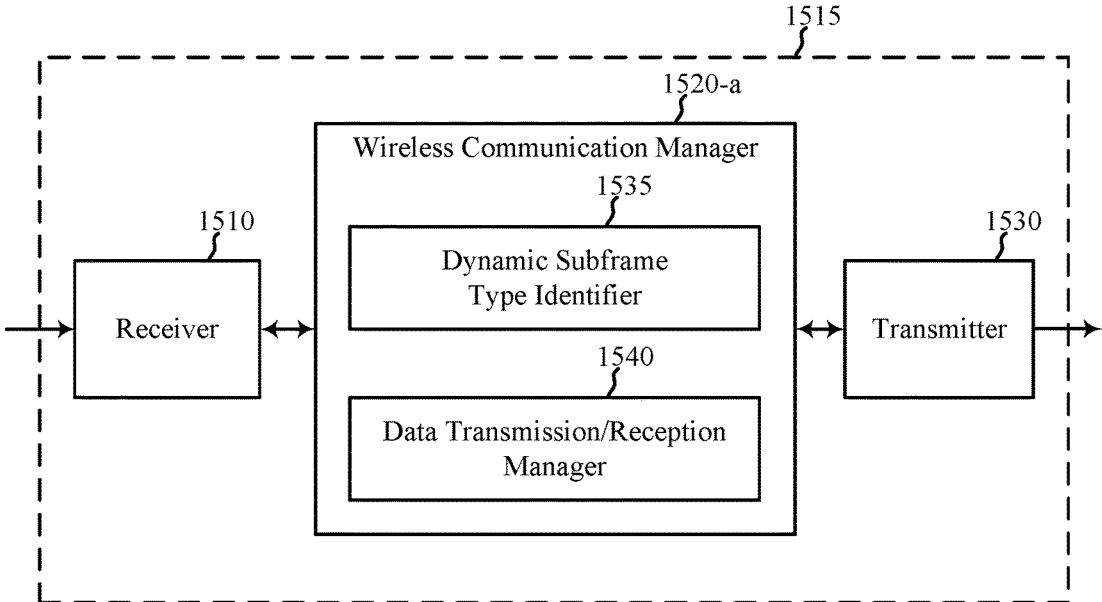 1515
1520-a
Wireless Communication Manager
1535
1510
1530
Dynamic Subframe
Type Identifier
Receiver
Transmitter
1540
Data Transmission/Reception
Manager